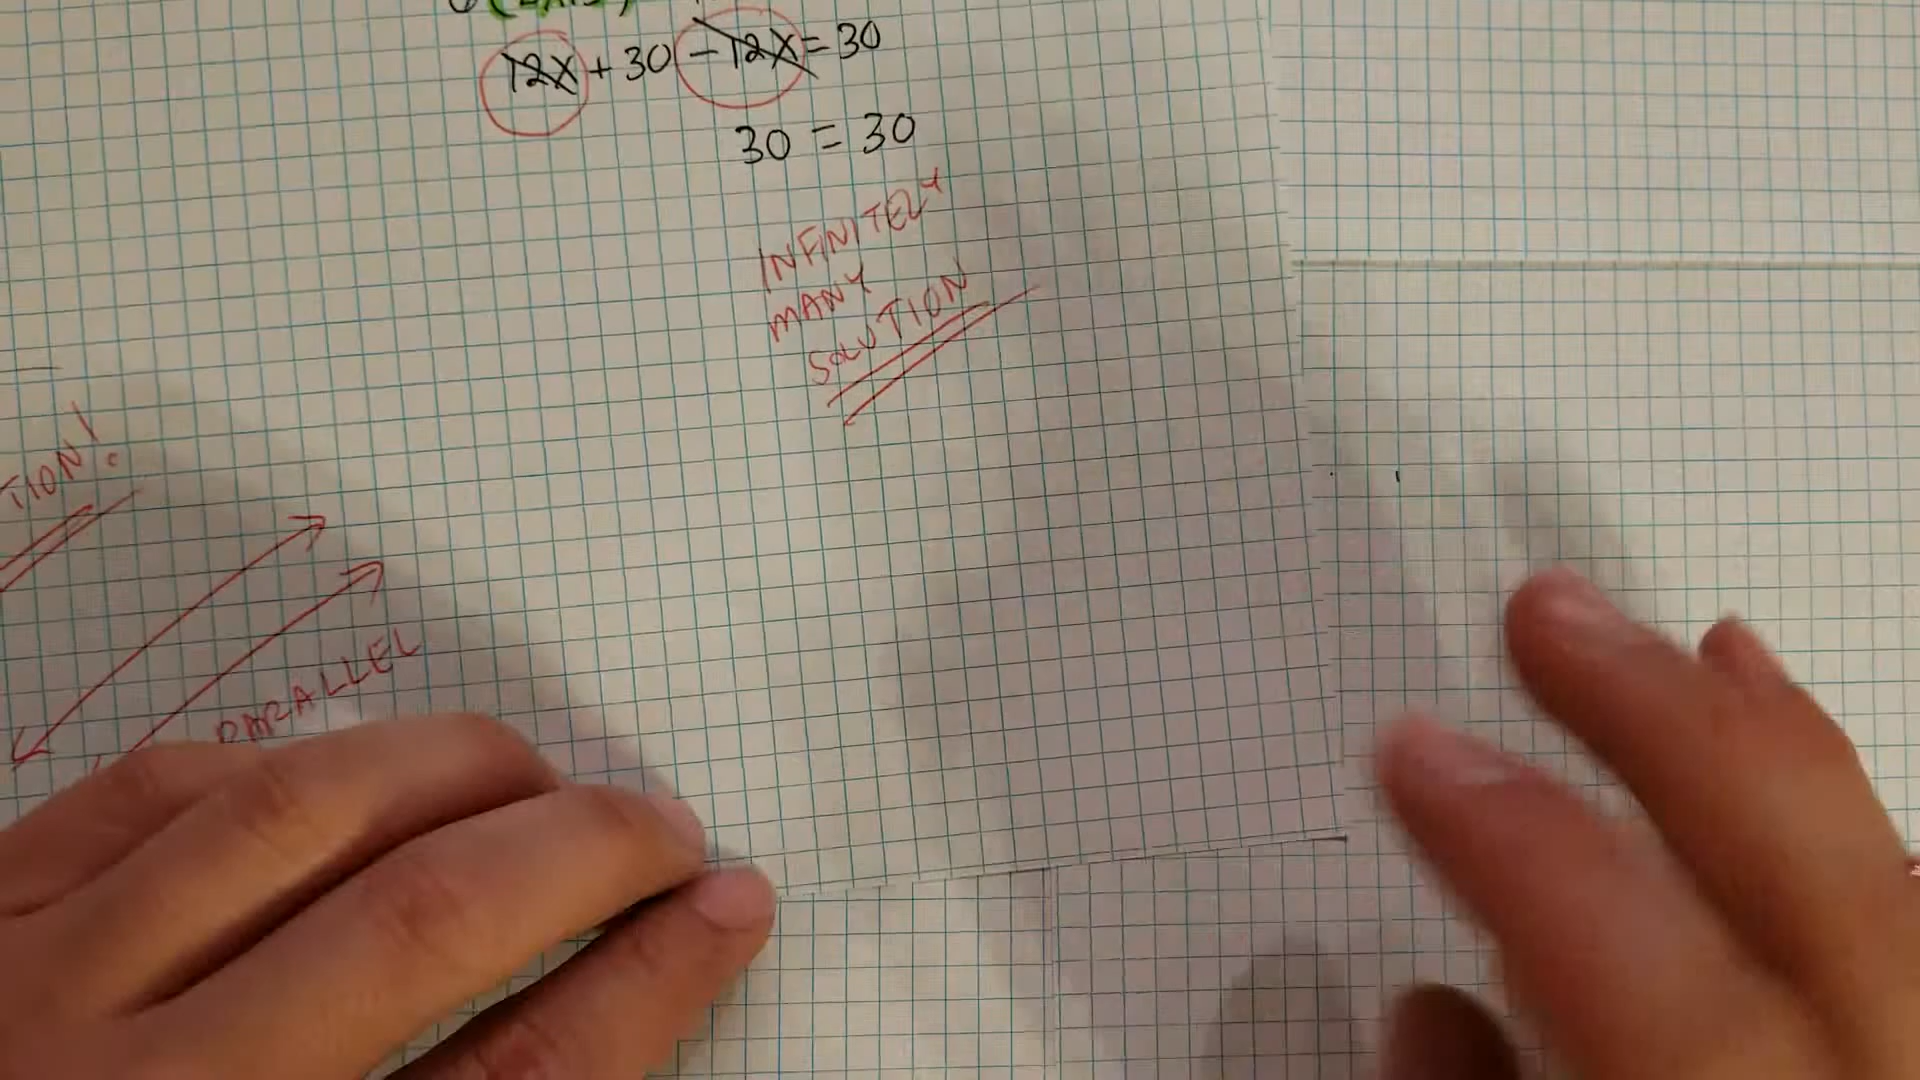 12X + 30 - 12X = 30
30 = 30
INFINITELY
MANY
SOLUTION
TION!
PARALLEL